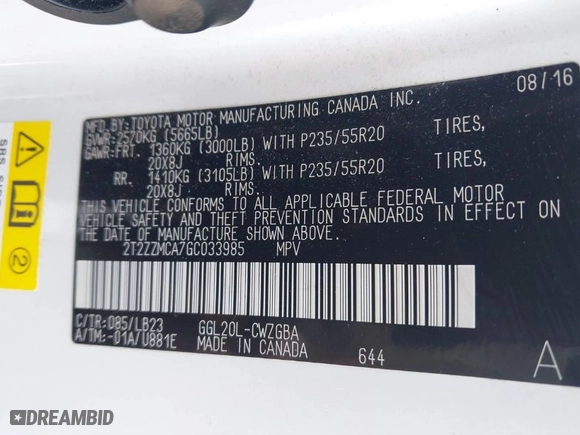 08/16
MFD.BY:TOYOTA MOTOR MANUFACTURING CANADA INC.
GVWR:2570KG (5665LB)
GAWR:FRT. 1360KG (3000LB) WITH P235/55R20 TIRES,
20X8J RIMS.
RR. 1410KG (3105LB) WITH P235/55R20 TIRES,
20X8J RIMS.
THIS VEHICLE CONFORMS TO ALL APPLICABLE FEDERAL MOTOR
VEHICLE SAFETY AND THEFT PREVENTION STANDARDS IN EFFECT ON
THE DATE OF MANUFACTURE SHOWN ABOVE.
2T2ZZMCA7GC033985 MPV
C/TR:085/LB23 GGL20L-CWZGBA
A/TM:-01A/U881E MADE IN CANADA 644 A
2
DREAMBID